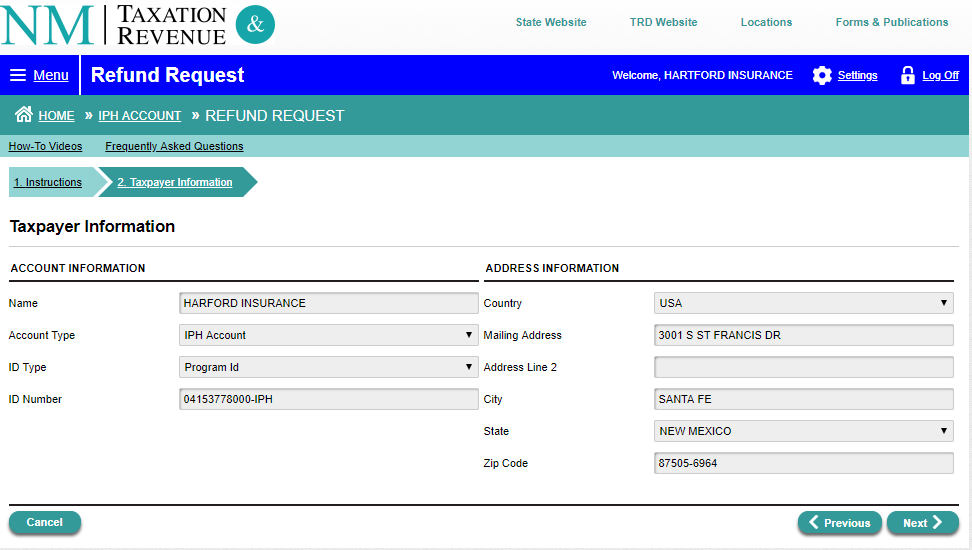 NM TAXATION & REVENUE
State Website TRD Website Locations Forms & Publications
Menu Refund Request Welcome, HARTFORD INSURANCE Settings Log Off
HOME » IPH ACCOUNT » REFUND REQUEST
How-To Videos Frequently Asked Questions
1. Instructions 2. Taxpayer Information
Taxpayer Information
ACCOUNT INFORMATION ADDRESS INFORMATION
Name HARFORD INSURANCE Country USA
Account Type IPH Account Mailing Address 3001 S ST FRANCIS DR
ID Type Program Id Address Line 2
ID Number 04153778000-IPH City SANTA FE
State NEW MEXICO
Zip Code 87505-6964
Cancel Previous Next